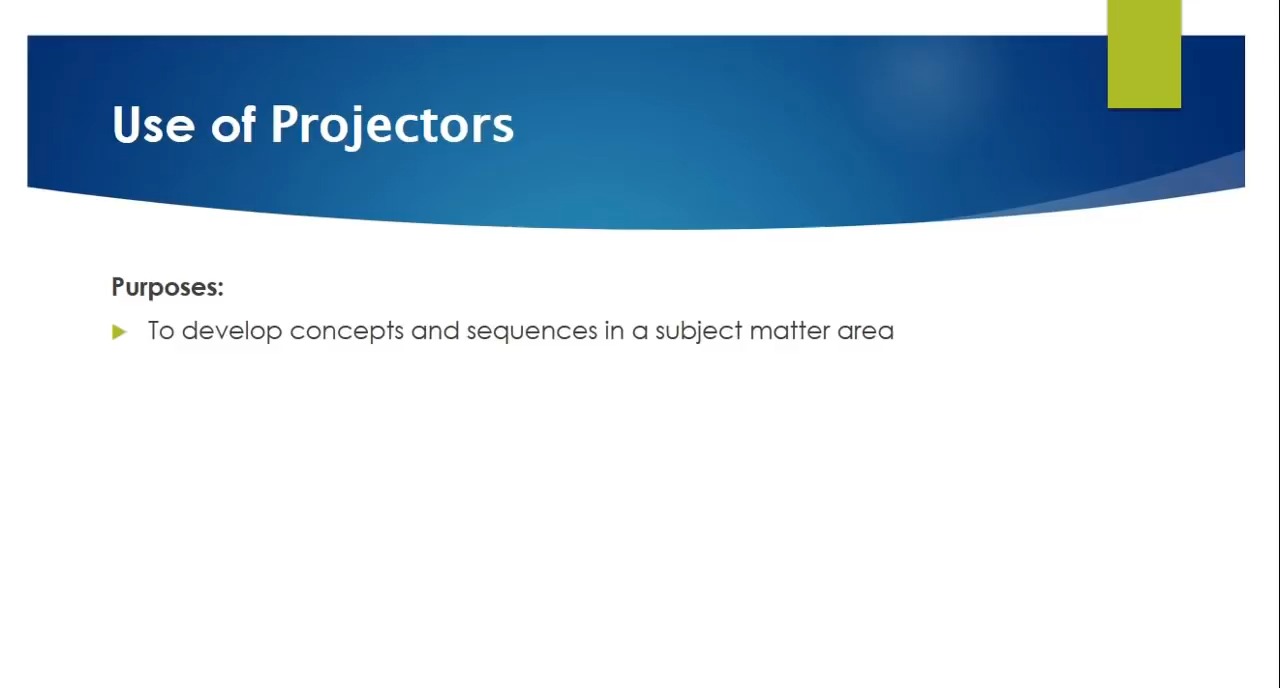 Use of Projectors
Purposes:
To develop concepts and sequences in a subject matter area